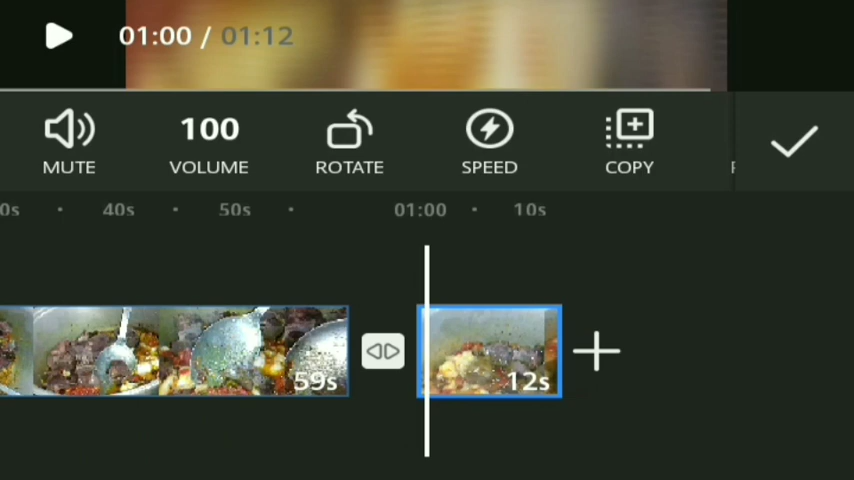 01:00 / 01:12
MUTE
100
VOLUME
ROTATE
SPEED
COPY
0s · 40s · 50s · 01:00 · 10s
59s
12s